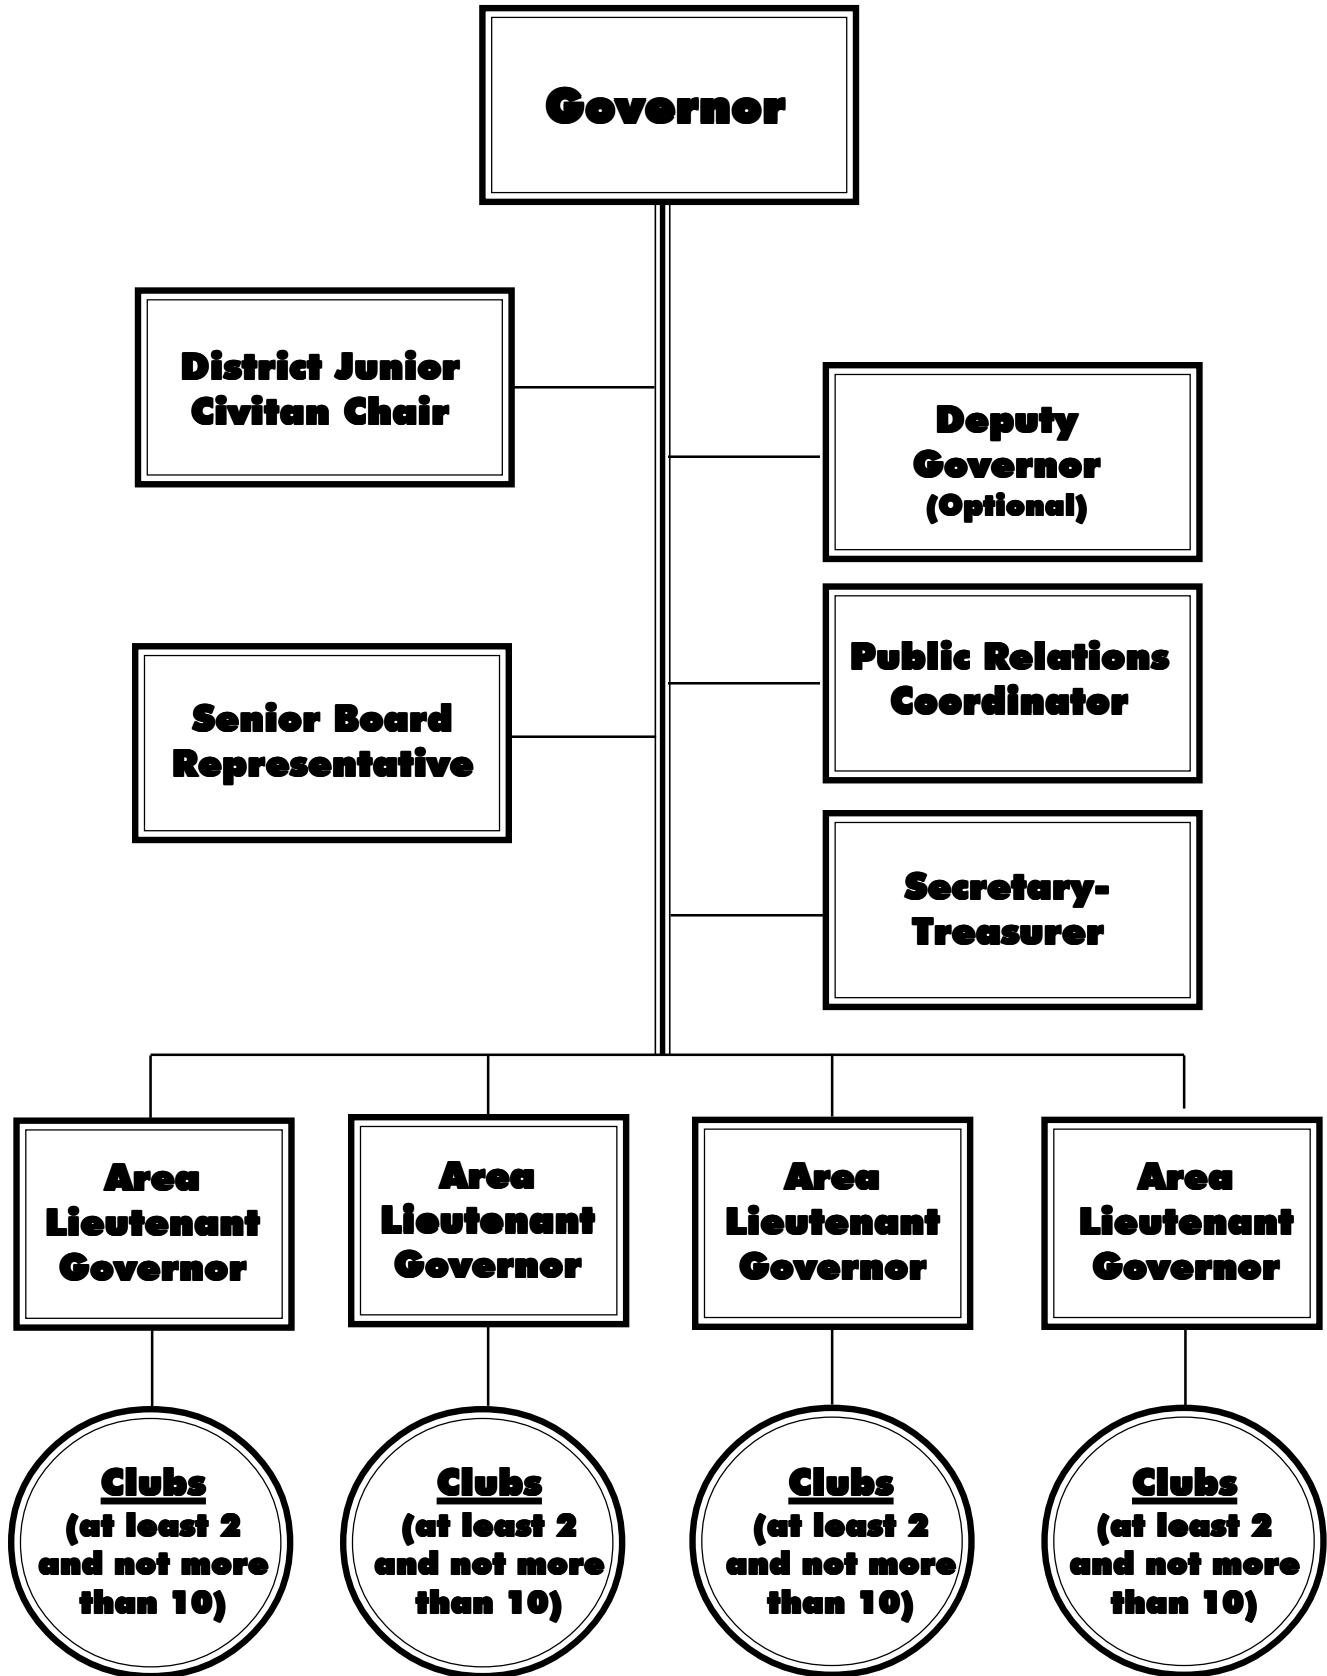 Governor
District Junior
Civitan Chair
Deputy
Governor
(Optional)
Public Relations
Coordinator
Senior Board
Representative
Secretary-
Treasurer
Area
Lieutenant
Governor
Area
Lieutenant
Governor
Area
Lieutenant
Governor
Area
Lieutenant
Governor
Clubs
(at least 2
and not more
than 10)
Clubs
(at least 2
and not more
than 10)
Clubs
(at least 2
and not more
than 10)
Clubs
(at least 2
and not more
than 10)